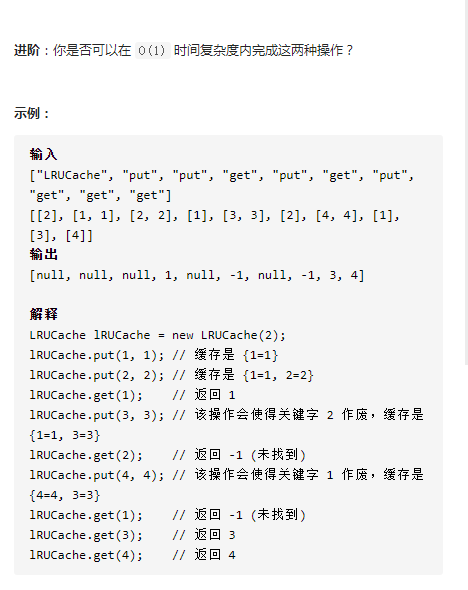 进阶：你是否可以在 O(1) 时间复杂度内完成这两种操作？
示例：
输入
["LRUCache", "put", "put", "get", "put", "get", "put",
"get", "get", "get"]
[[2], [1, 1], [2, 2], [1], [3, 3], [2], [4, 4], [1],
[3], [4]]
输出
[null, null, null, 1, null, -1, null, -1, 3, 4]
解释
LRUCache lRUCache = new LRUCache(2);
lRUCache.put(1, 1); // 缓存是 {1=1}
lRUCache.put(2, 2); // 缓存是 {1=1, 2=2}
lRUCache.get(1);    // 返回 1
lRUCache.put(3, 3); // 该操作会使得关键字 2 作废，缓存是
{1=1, 3=3}
lRUCache.get(2);    // 返回 -1 (未找到)
lRUCache.put(4, 4); // 该操作会使得关键字 1 作废，缓存是
{4=4, 3=3}
lRUCache.get(1);    // 返回 -1 (未找到)
lRUCache.get(3);    // 返回 3
lRUCache.get(4);    // 返回 4